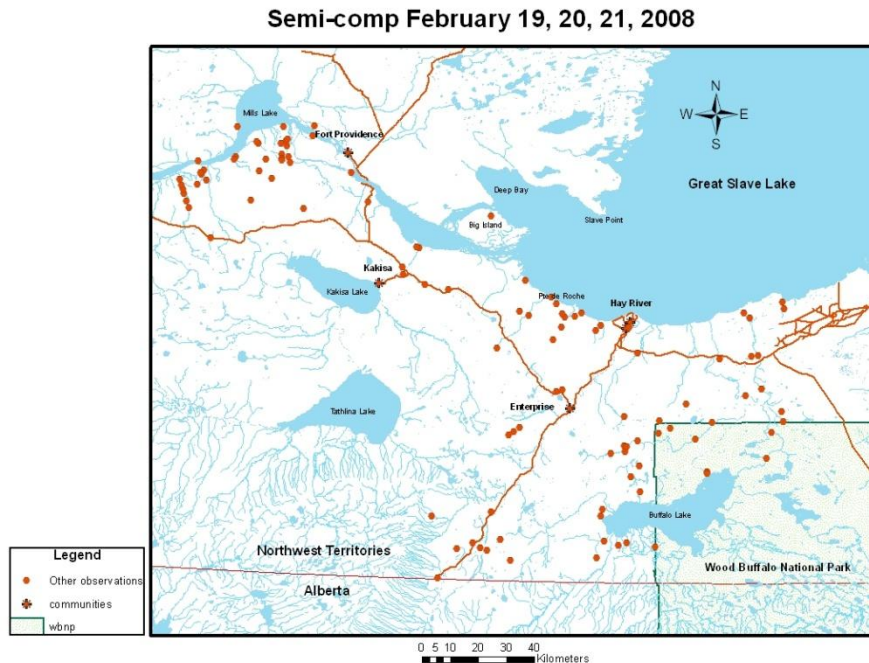 Semi-comp February 19, 20, 21, 2008
N
W E
S
Mills Lake
Fort Providence
Great Slave Lake
Deep Bay
Slave Point
Big Island
Kakisa
Kakisa Lake
Hay River
Enterprise
Tathlina Lake
Buffalo Lake
Northwest Territories
Wood Buffalo National Park
Alberta
Legend
Other observations
communities
wbnp
0 5 10 20 30 40
Kilometers